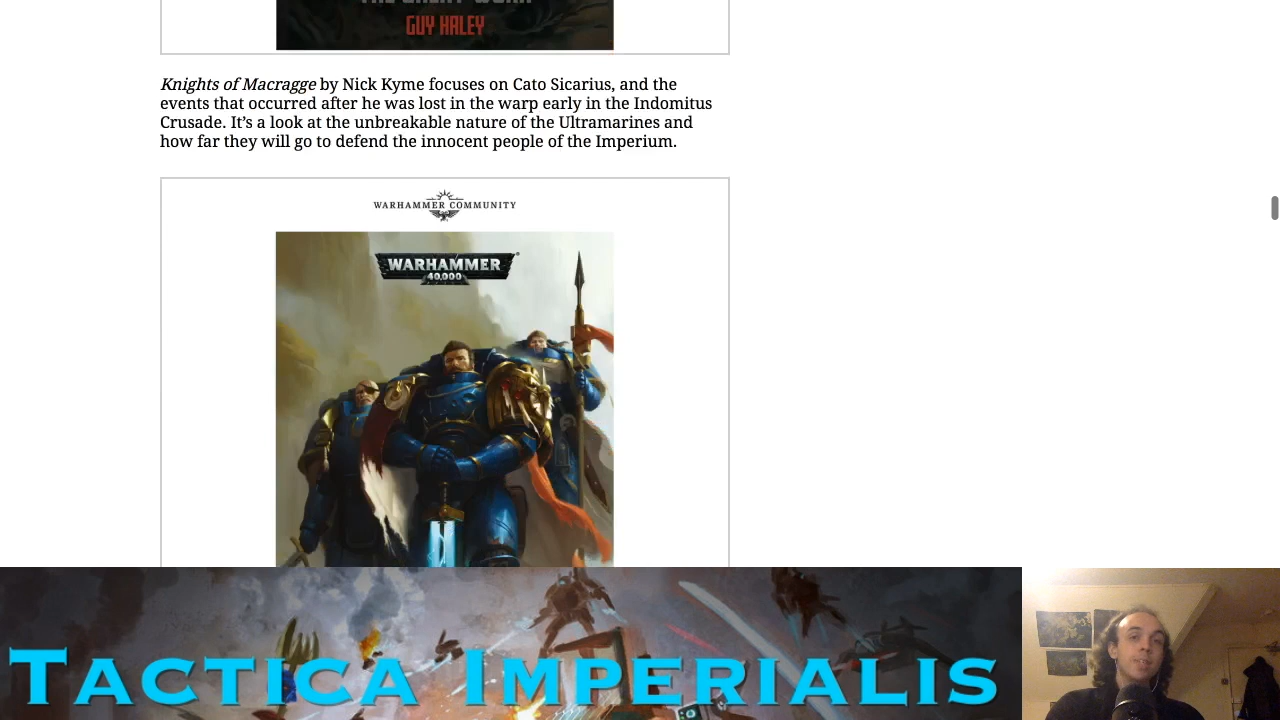 GUY HALEY
Knights of Macragge by Nick Kyme focuses on Cato Sicarius, and the
events that occurred after he was lost in the warp early in the Indomitus
Crusade. It’s a look at the unbreakable nature of the Ultramarines and
how far they will go to defend the innocent people of the Imperium.
WARHAMMER COMMUNITY
WARHAMMER
40,000
TACTICA IMPERIALIS